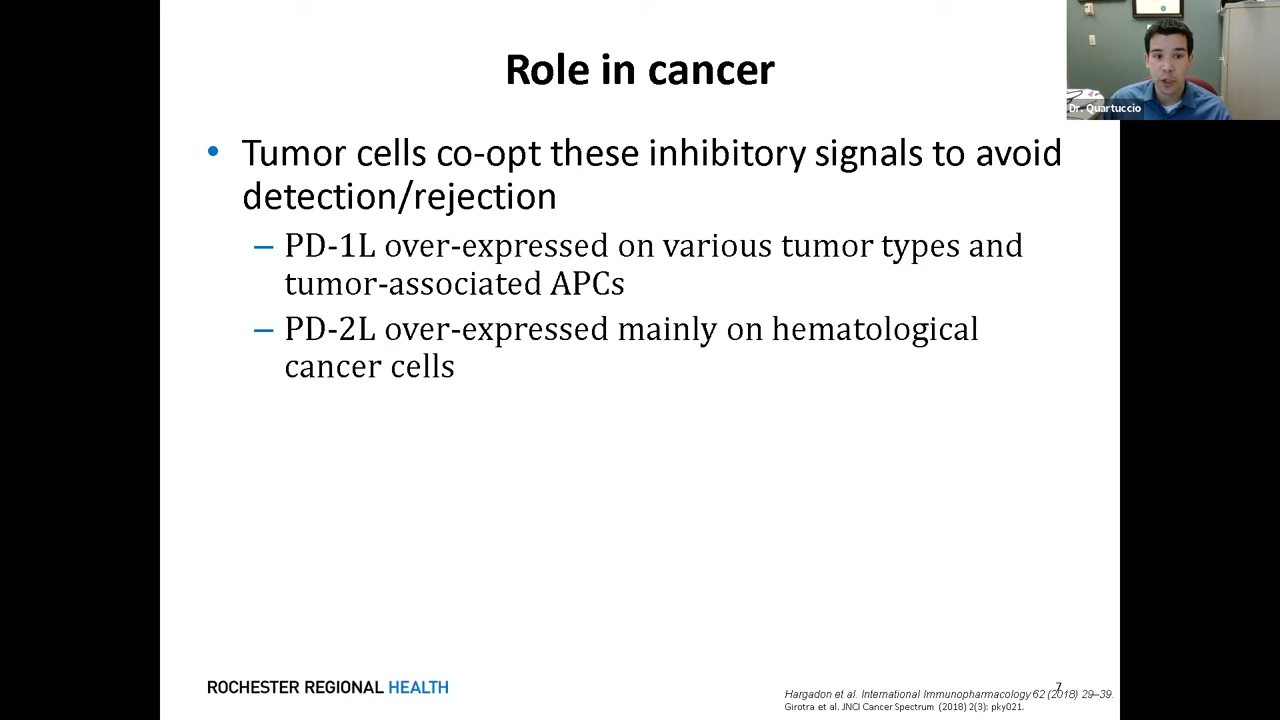 Role in cancer
Dr. Quartuccio
• Tumor cells co-opt these inhibitory signals to avoid
detection/rejection
– PD-1L over-expressed on various tumor types and
tumor-associated APCs
– PD-2L over-expressed mainly on hematological
cancer cells
ROCHESTER REGIONAL HEALTH
7
Hargadon et al. International Immunopharmacology 62 (2018) 29–39.
Girotra et al. JNCI Cancer Spectrum (2018) 2(3): pky021.